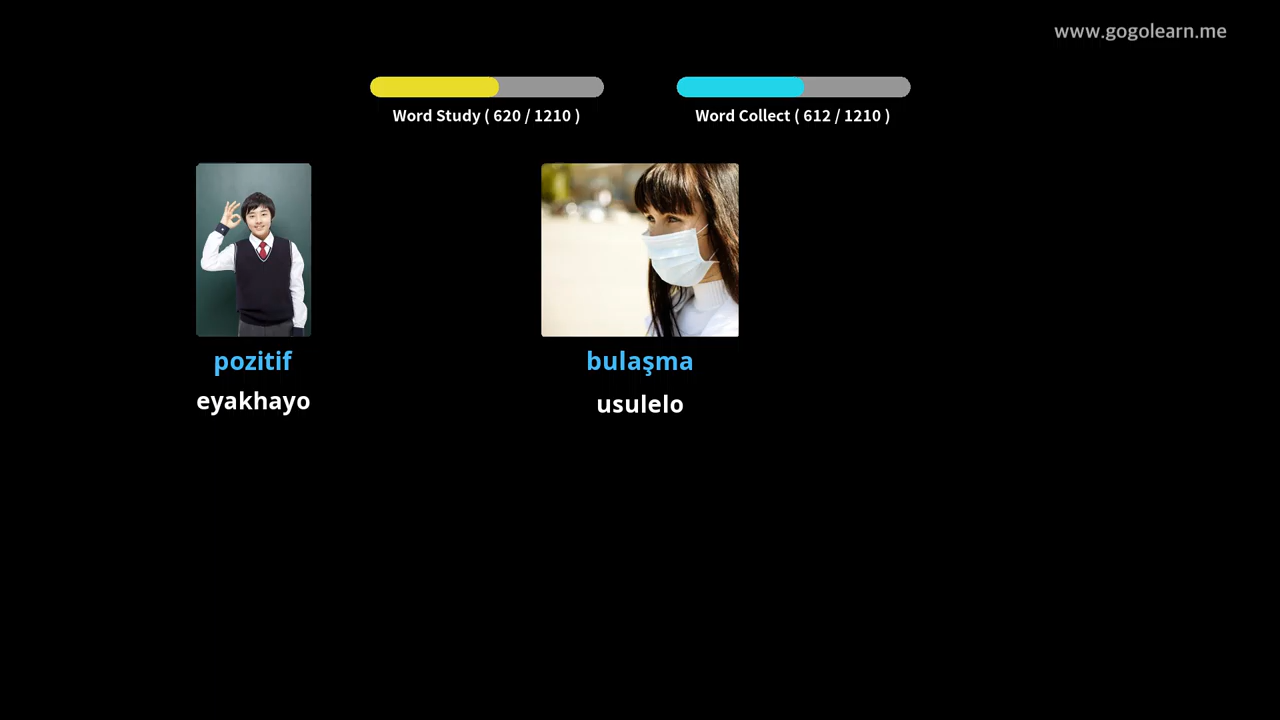 www.gogolearn.me
Word Study ( 620 / 1210 )
Word Collect ( 612 / 1210 )
pozitif
eyakhayo
bulaşma
usulelo